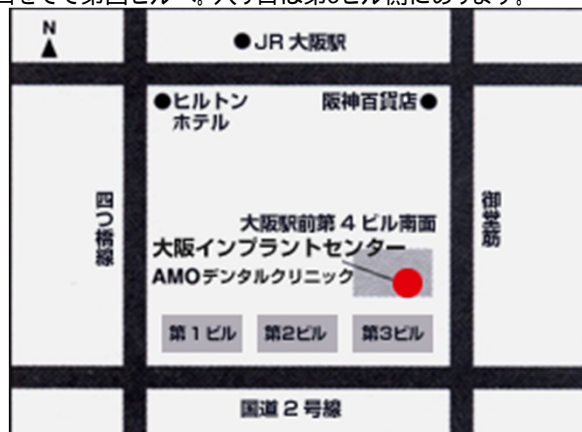 N
●JR 大阪駅
●ヒルトン
ホテル
阪神百貨店●
四つ橋線
御堂筋
大阪駅前第4ビル南面
大阪インプラントセンター
AMOデンタルクリニック
第1ビル
第2ビル
第3ビル
国道2号線